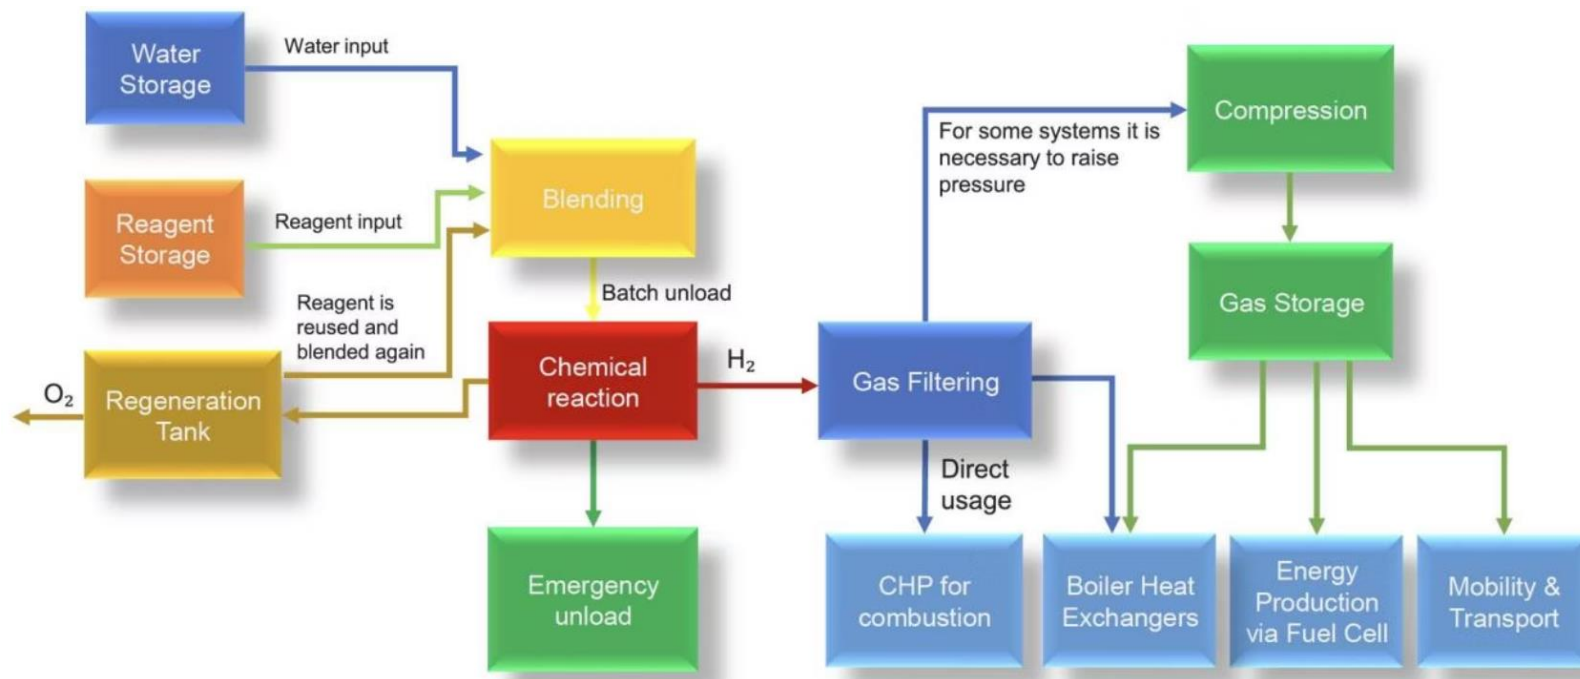 Water
Storage
Water input
Reagent
Storage
Reagent input
Blending
Batch unload
Reagent is
reused and
blended again
O₂
Regeneration
Tank
Chemical
reaction
H₂
Emergency
unload
Gas Filtering
For some systems it is
necessary to raise
pressure
Compression
Gas Storage
Direct
usage
CHP for
combustion
Boiler Heat
Exchangers
Energy
Production
via Fuel Cell
Mobility &
Transport